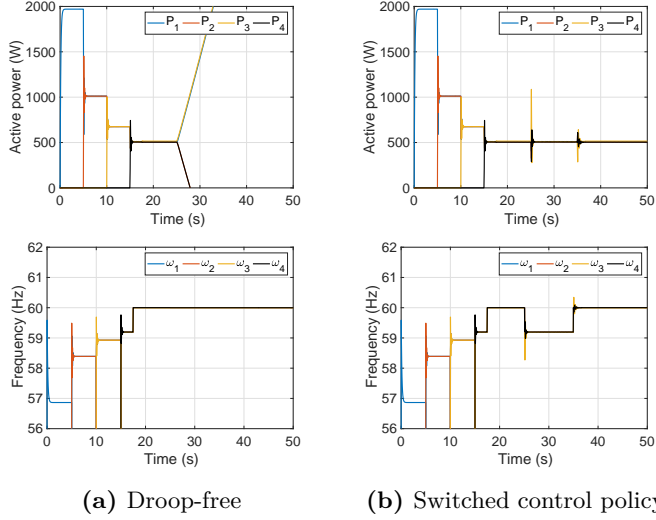 P1 P2 P3 P4
2000
1500
1000
500
0
Active power (W)
0 10 20 30 40 50
Time (s)
P1 P2 P3 P4
2000
1500
1000
500
0
Active power (W)
0 10 20 30 40 50
Time (s)
ω1 ω2 ω3 ω4
62
61
60
59
58
57
56
Frequency (Hz)
0 10 20 30 40 50
Time (s)
ω1 ω2 ω3 ω4
62
61
60
59
58
57
56
Frequency (Hz)
0 10 20 30 40 50
Time (s)
(a) Droop-free
(b) Switched control policy